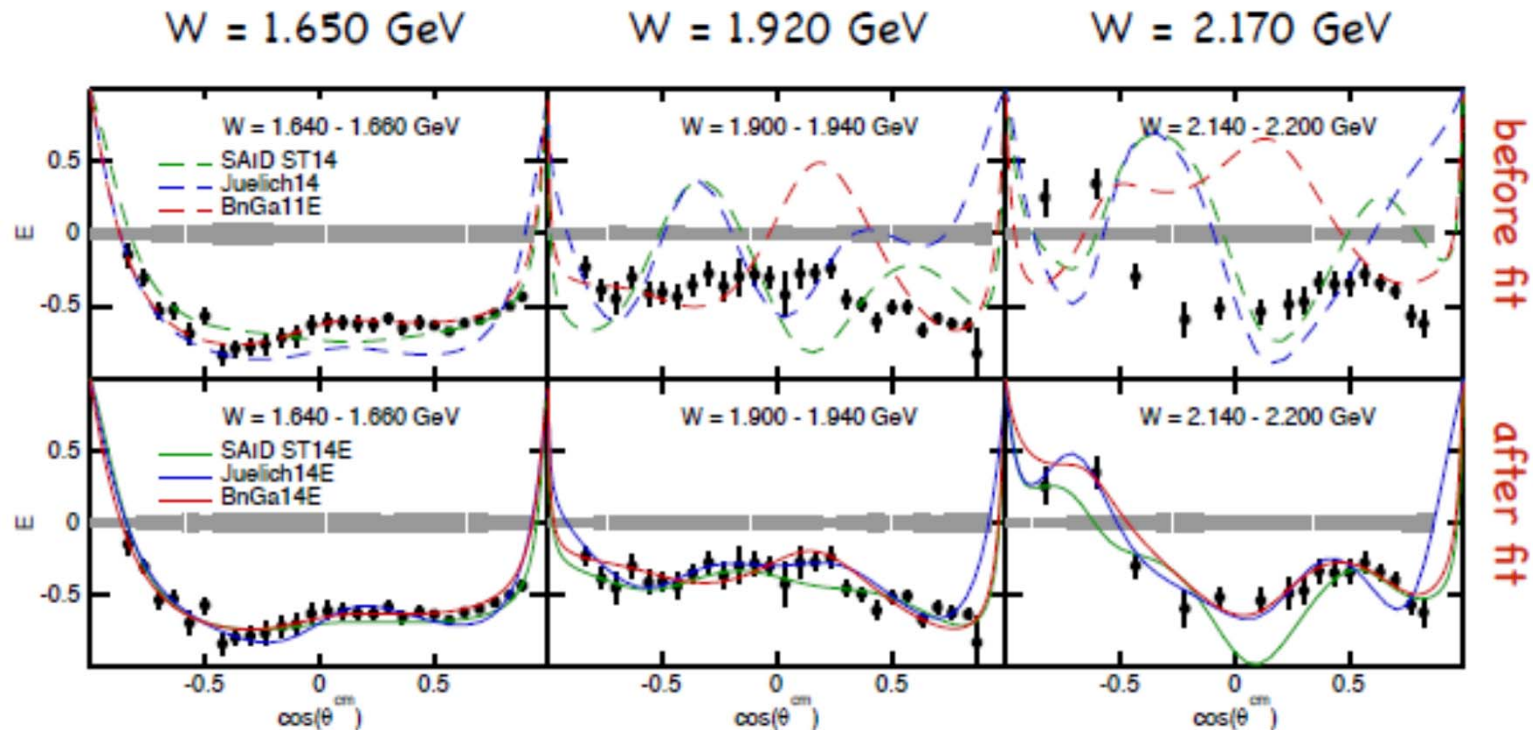 W = 1.650 GeV W = 1.920 GeV W = 2.170 GeV
W = 1.640 - 1.660 GeV W = 1.900 - 1.940 GeV W = 2.140 - 2.200 GeV
SAID ST14
Juelich14
BnGa11E
0.5
0
-0.5
E
before fit
W = 1.640 - 1.660 GeV W = 1.900 - 1.940 GeV W = 2.140 - 2.200 GeV
SAID ST14E
Juelich14E
BnGa14E
0.5
0
-0.5
E
after fit
-0.5 0 0.5 -0.5 0 0.5 -0.5 0 0.5
cos(θ^cm) cos(θ^cm) cos(θ^cm)